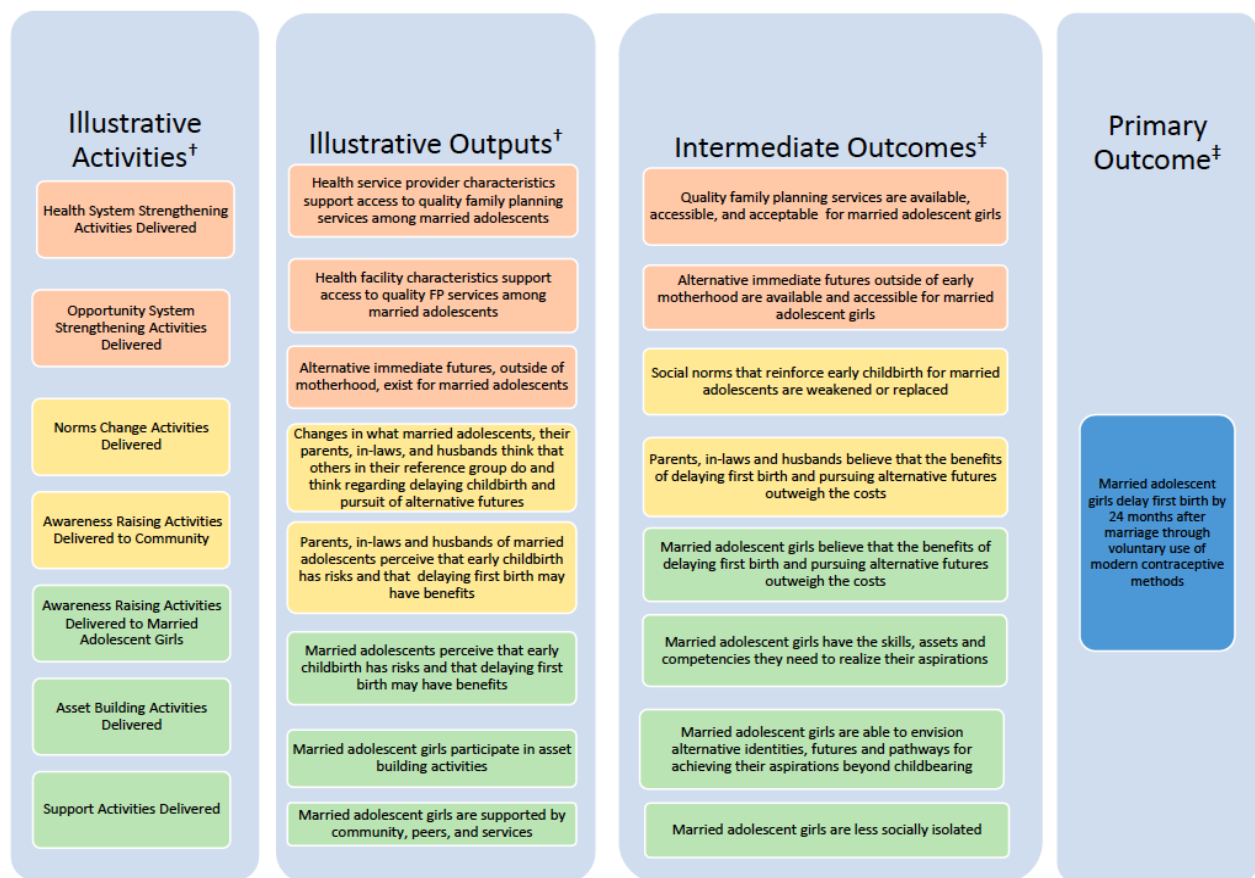 Illustrative
Activities†
Health System Strengthening
Activities Delivered
Opportunity System
Strengthening Activities
Delivered
Norms Change Activities
Delivered
Awareness Raising Activities
Delivered to Community
Awareness Raising Activities
Delivered to Married
Adolescent Girls
Asset Building Activities
Delivered
Support Activities Delivered
Illustrative Outputs†
Health service provider characteristics
support access to quality family planning
services among married adolescents
Health facility characteristics support
access to quality FP services among
married adolescents
Alternative immediate futures, outside of
motherhood, exist for married adolescents
Changes in what married adolescents, their
parents, in-laws, and husbands think that
others in their reference group do and
think regarding delaying childbirth and
pursuit of alternative futures
Parents, in-laws and husbands of married
adolescents perceive that early childbirth
has risks and that delaying first birth may
have benefits
Married adolescents perceive that early
childbirth has risks and that delaying first
birth may have benefits
Married adolescent girls participate in asset
building activities
Married adolescent girls are supported by
community, peers, and services
Intermediate Outcomes‡
Quality family planning services are available,
accessible, and acceptable for married adolescent girls
Alternative immediate futures outside of early
motherhood are available and accessible for married
adolescent girls
Social norms that reinforce early childbirth for married
adolescents are weakened or replaced
Parents, in-laws and husbands believe that the benefits
of delaying first birth and pursuing alternative futures
outweigh the costs
Married adolescent girls believe that the benefits of
delaying first birth and pursuing alternative futures
outweigh the costs
Married adolescent girls have the skills, assets and
competencies they need to realize their aspirations
Married adolescent girls are able to envision
alternative identities, futures and pathways for
achieving their aspirations beyond childbearing
Married adolescent girls are less socially isolated
Primary
Outcome‡
Married adolescent
girls delay first birth by
24 months after
marriage through
voluntary use of
modern contraceptive
methods